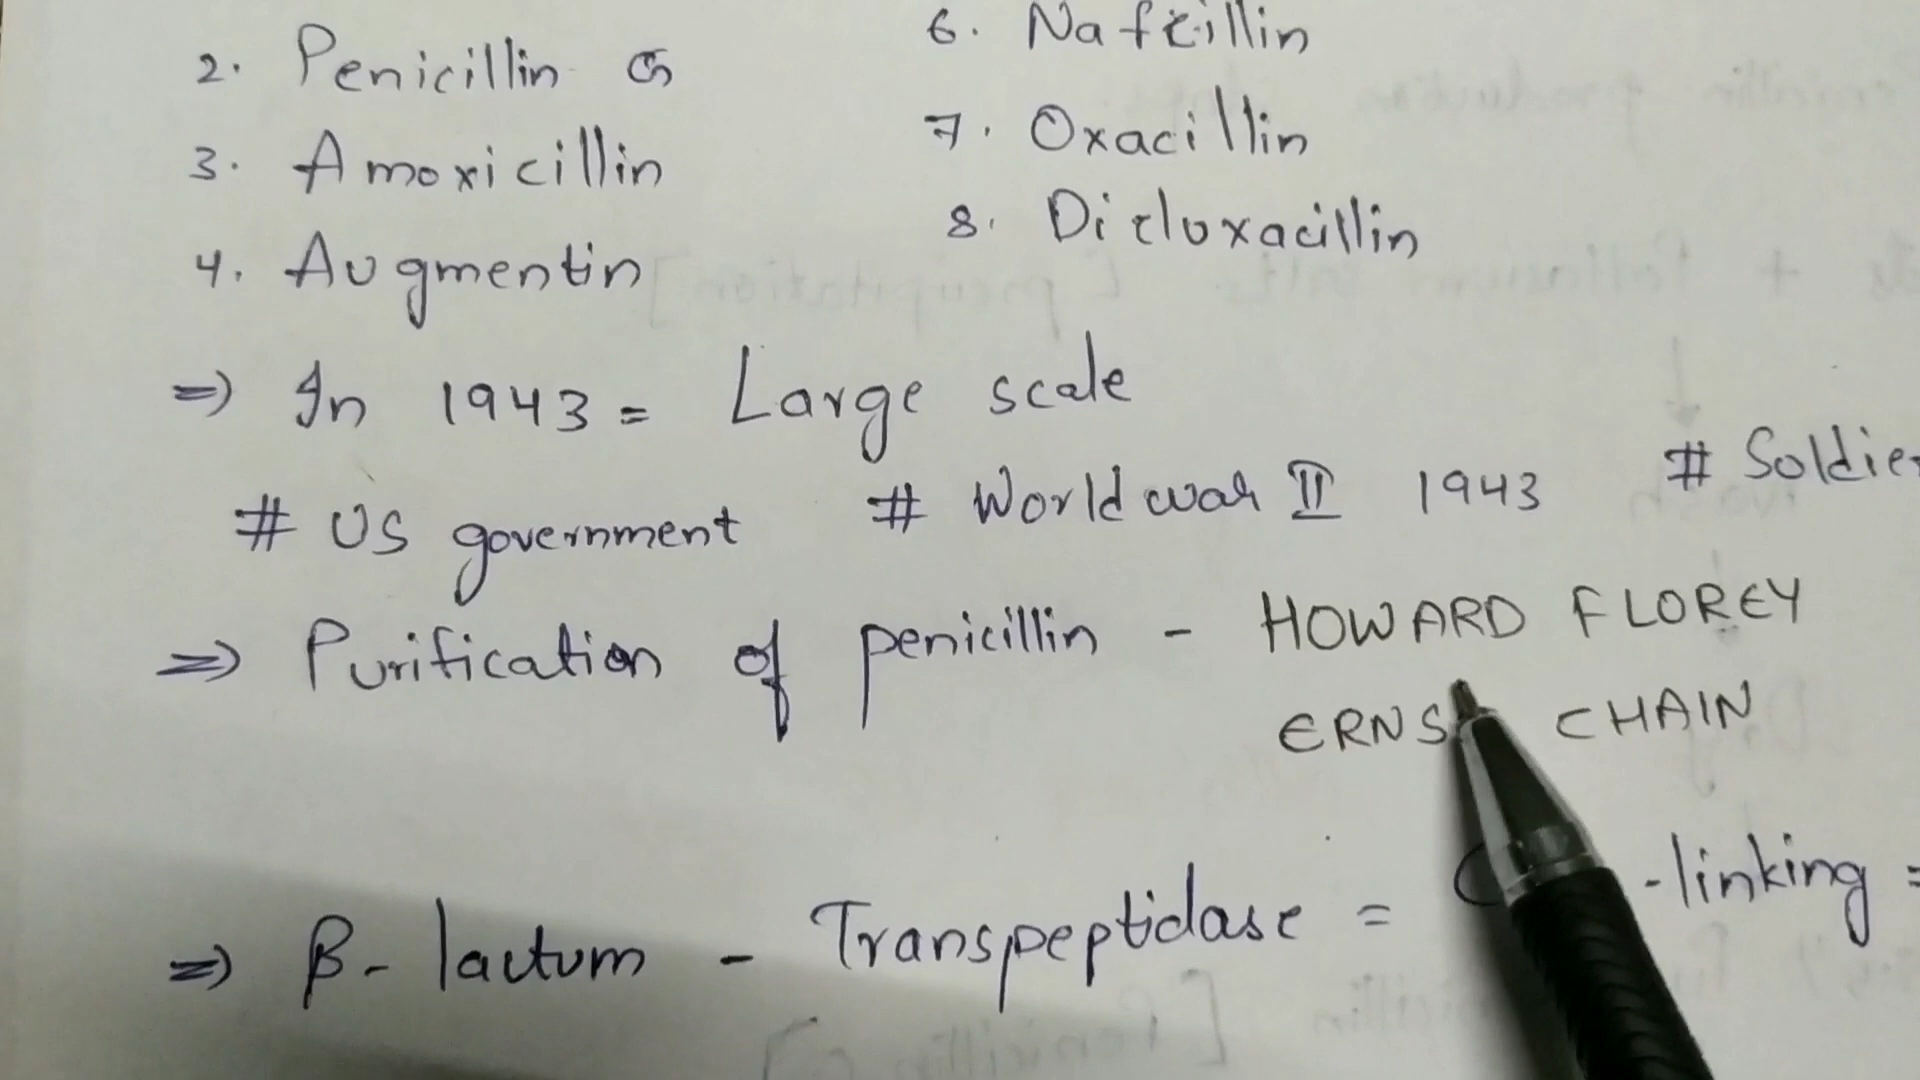 2. Penicillin G
3. Amoxicillin
4. Augmentin
6. Nafcillin
7. Oxacillin
8. Dicloxacillin
=> In 1943 = Large scale
# US government # World war II 1943 # Soldie
=> Purification of penicillin - HOWARD FLOREY
ERNS CHAIN
=> β- lactum - Transpeptidase = -linking =